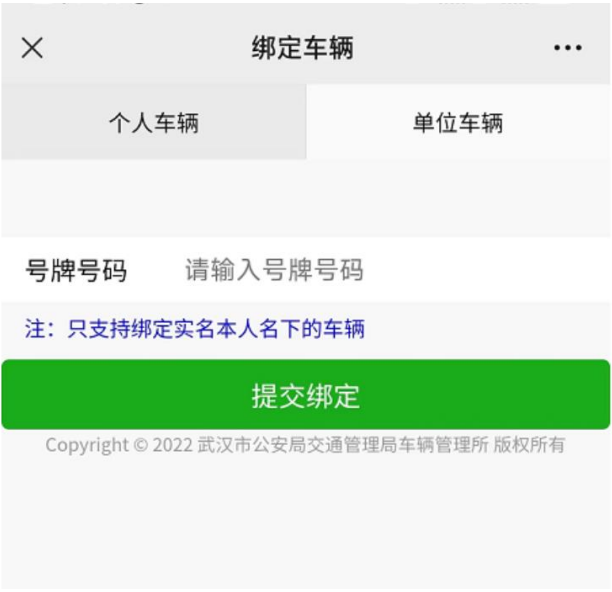 绑定车辆
个人车辆 单位车辆
号牌号码 请输入号牌号码
注：只支持绑定实名本人名下的车辆
提交绑定
Copyright © 2022 武汉市公安局交通管理局车辆管理所 版权所有